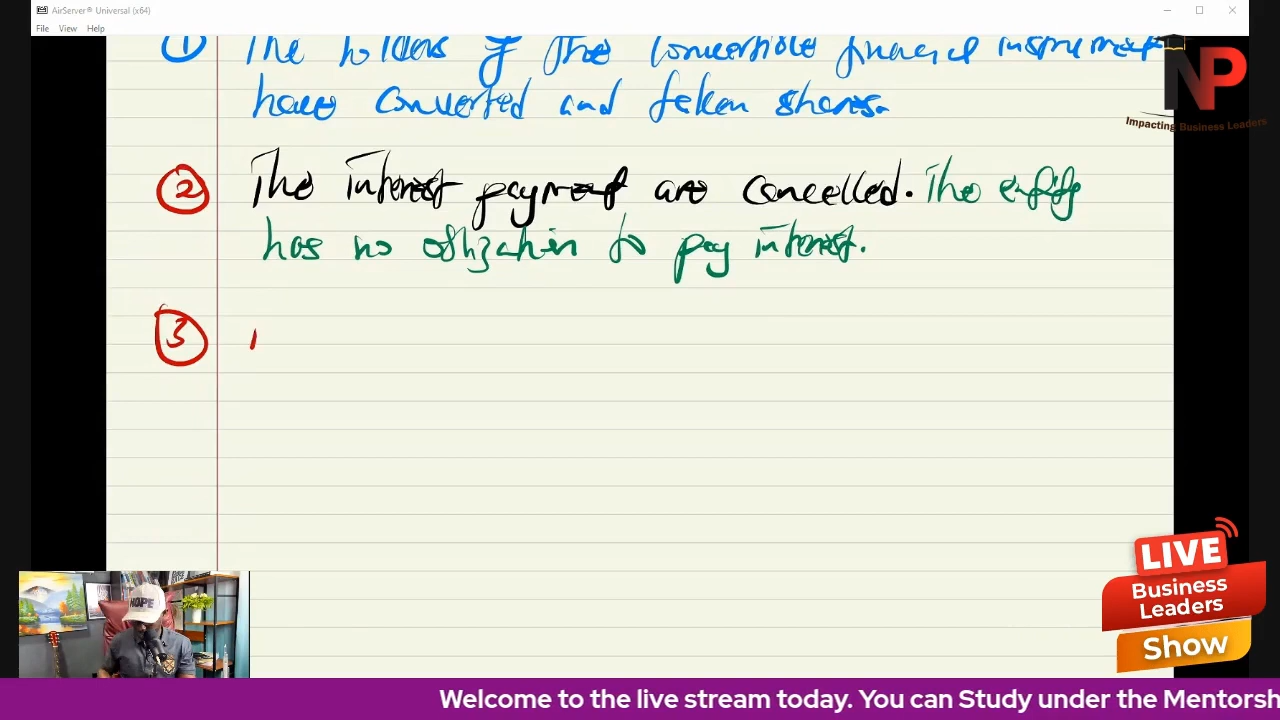 AirServer® Universal (x64)
File View Help
① The holders of the convertible financial instrument
have converted and taken shares.
NP
Impacting Business Leaders
② The Interest payment are cancelled. The entity
has no obligation to pay interest.
③
HOPE
LIVE
Business
Leaders
Show
Welcome to the live stream today. You can Study under the Mentorsh